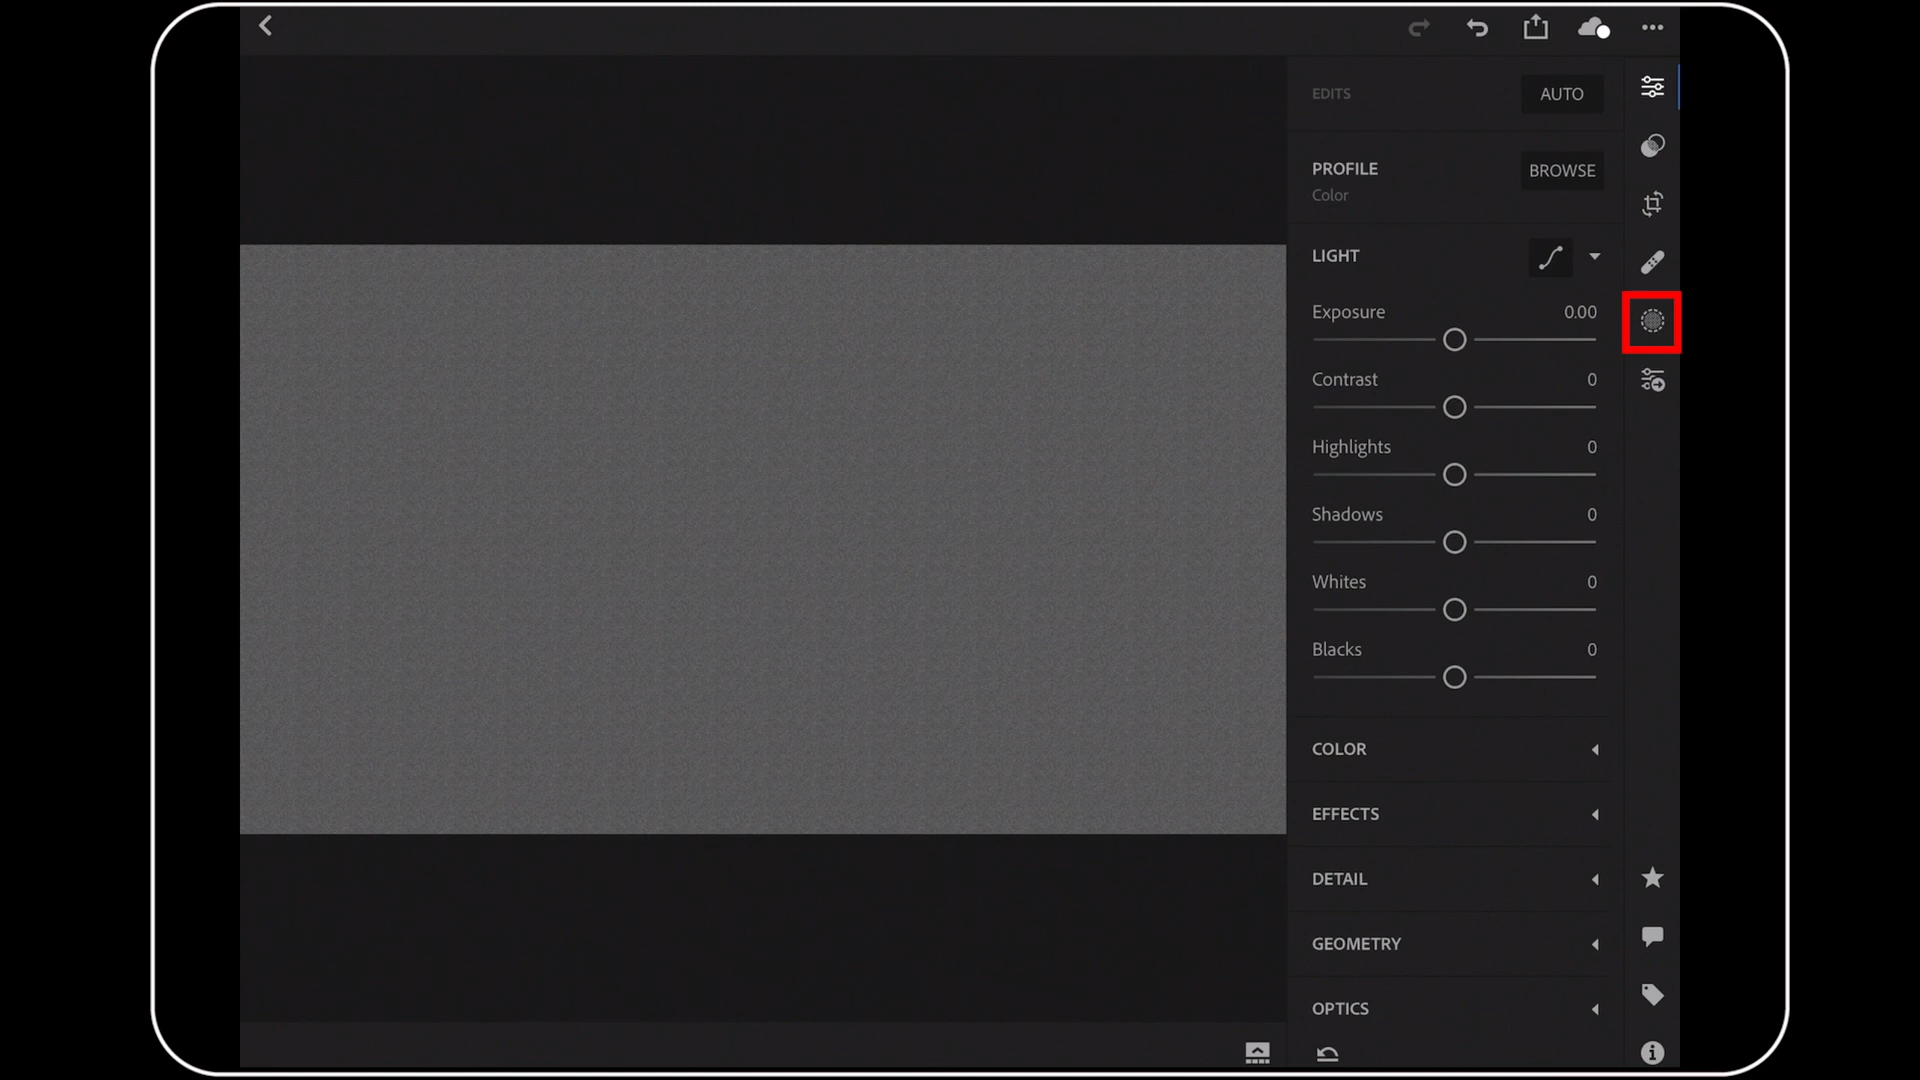 EDITS
AUTO
PROFILE
BROWSE
Color
LIGHT
Exposure 0.00
Contrast 0
Highlights 0
Shadows 0
Whites 0
Blacks 0
COLOR
EFFECTS
DETAIL
GEOMETRY
OPTICS